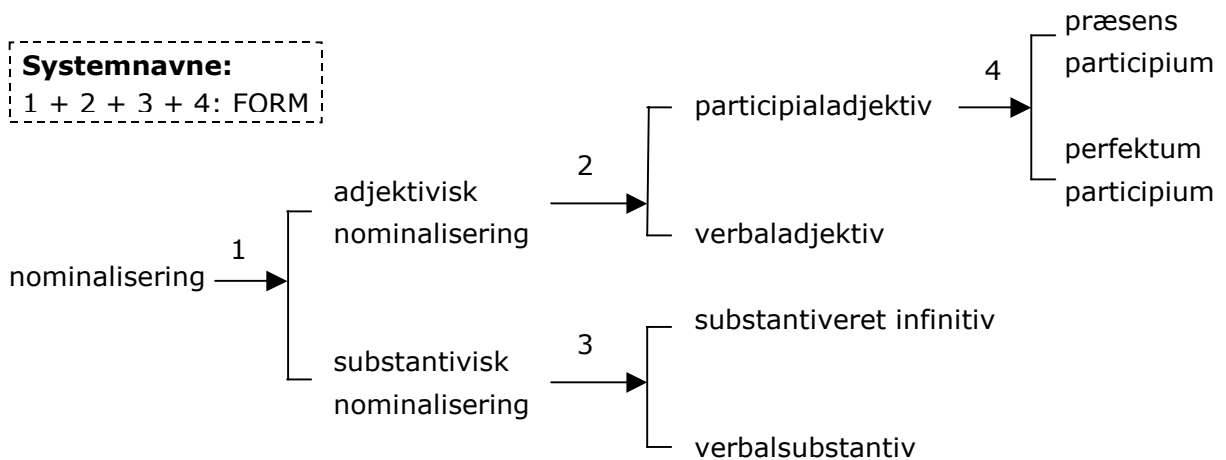 Systemnavne:
1 + 2 + 3 + 4: FORM
nominalisering
1
adjektivisk
nominalisering
2
participialadjektiv
4
præsens
participium
perfektum
participium
verbaladjektiv
substantivisk
nominalisering
3
substantiveret infinitiv
verbalsubstantiv